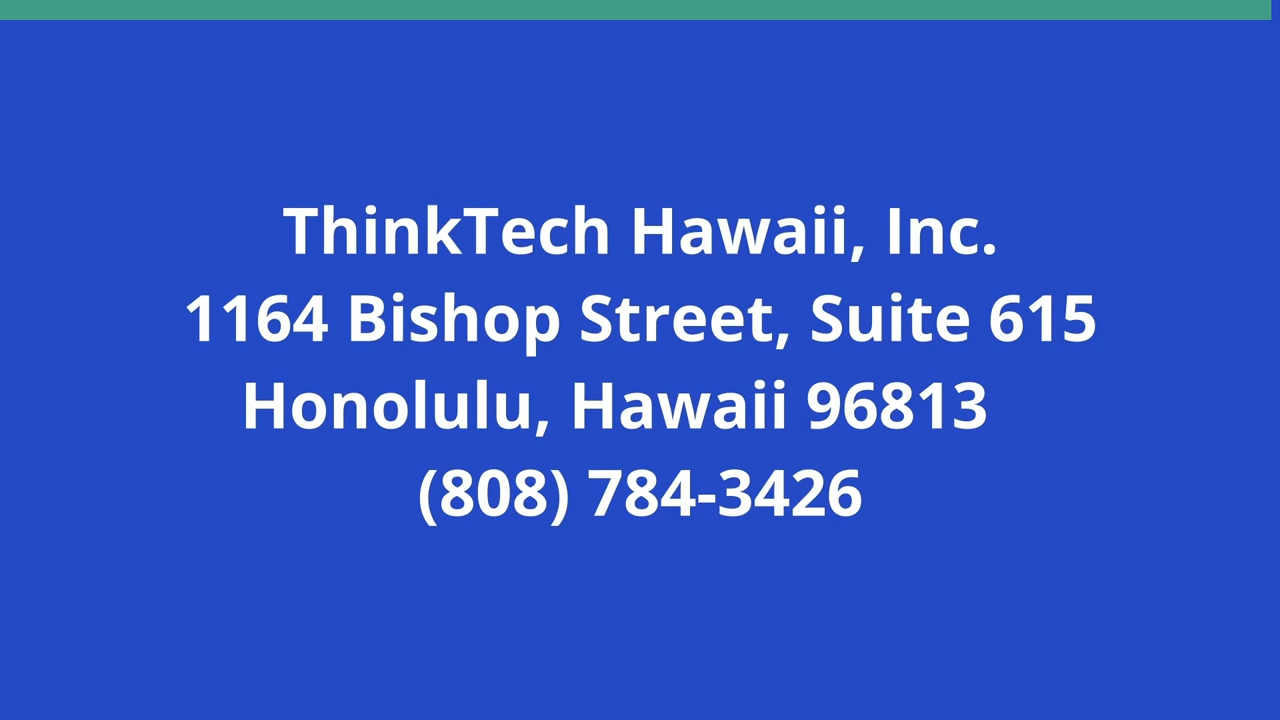 ThinkTech Hawaii, Inc.
1164 Bishop Street, Suite 615
Honolulu, Hawaii 96813
(808) 784-3426